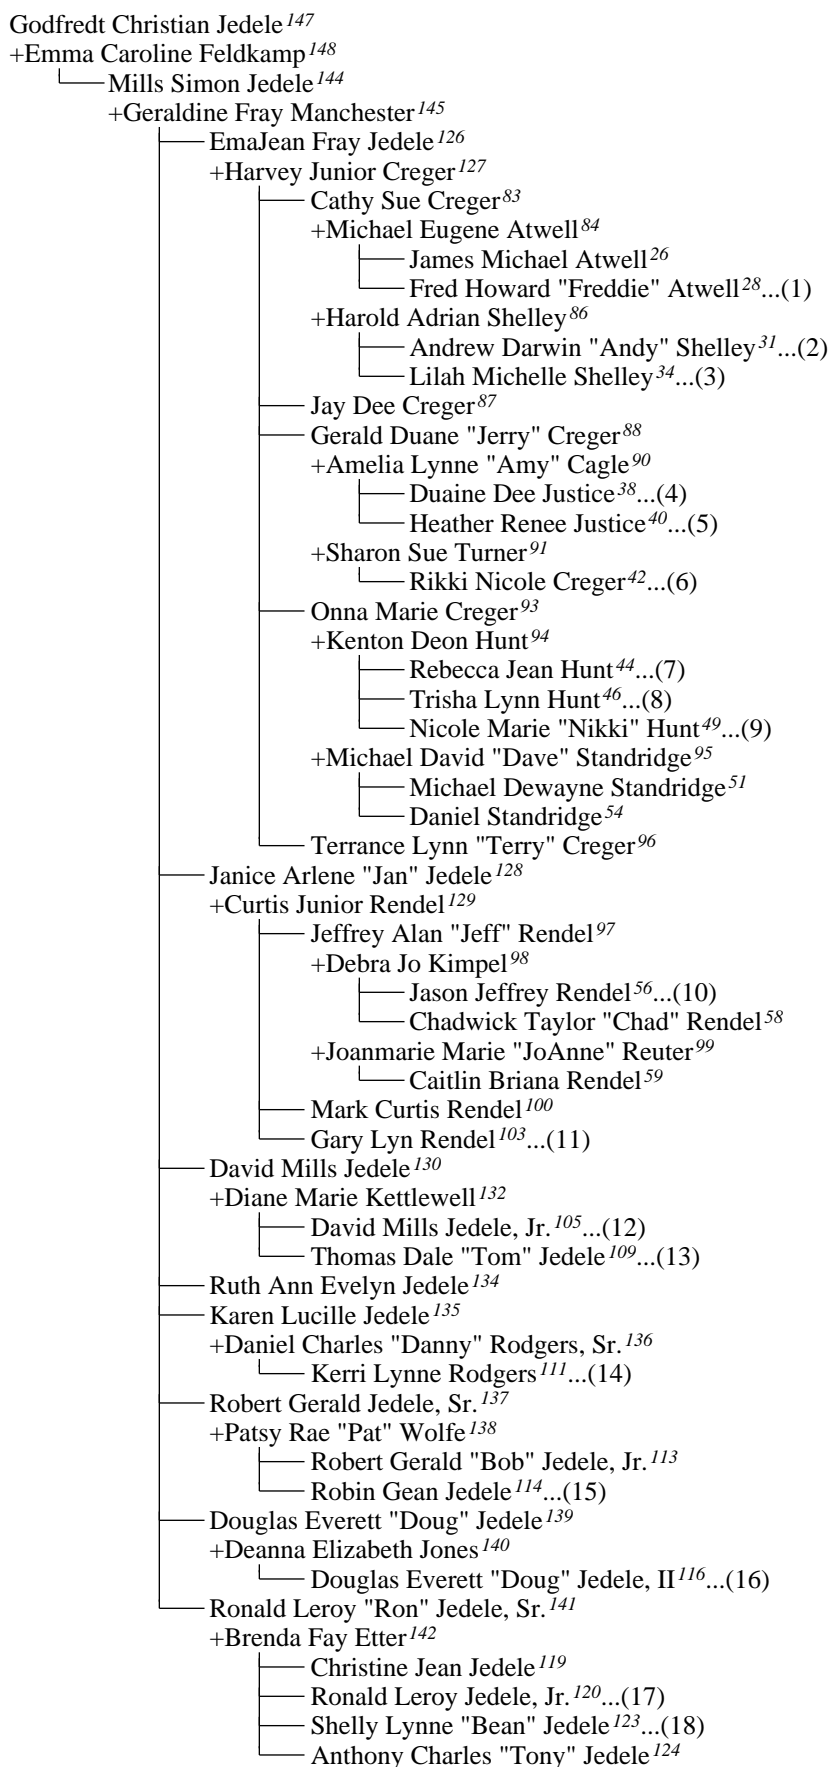 Godfredt Christian Jedele147
+Emma Caroline Feldkamp148
Mills Simon Jedele144
+Geraldine Fray Manchester145
EmaJean Fray Jedele126
+Harvey Junior Creger127
Cathy Sue Creger83
+Michael Eugene Atwell84
James Michael Atwell26
Fred Howard "Freddie" Atwell28...(1)
+Harold Adrian Shelley86
Andrew Darwin "Andy" Shelley31...(2)
Lilah Michelle Shelley34...(3)
Jay Dee Creger87
Gerald Duane "Jerry" Creger88
+Amelia Lynne "Amy" Cagle90
Duaine Dee Justice38...(4)
Heather Renee Justice40...(5)
+Sharon Sue Turner91
Rikki Nicole Creger42...(6)
Onna Marie Creger93
+Kenton Deon Hunt94
Rebecca Jean Hunt44...(7)
Trisha Lynn Hunt46...(8)
Nicole Marie "Nikki" Hunt49...(9)
+Michael David "Dave" Standridge95
Michael Dewayne Standridge51
Daniel Standridge54
Terrance Lynn "Terry" Creger96
Janice Arlene "Jan" Jedele128
+Curtis Junior Rendel129
Jeffrey Alan "Jeff" Rendel97
+Debra Jo Kimpel98
Jason Jeffrey Rendel56...(10)
Chadwick Taylor "Chad" Rendel58
+Joanmarie Marie "JoAnne" Reuter99
Caitlin Briana Rendel59
Mark Curtis Rendel100
Gary Lyn Rendel103...(11)
David Mills Jedele130
+Diane Marie Kettlewell132
David Mills Jedele, Jr.105...(12)
Thomas Dale "Tom" Jedele109...(13)
Ruth Ann Evelyn Jedele134
Karen Lucille Jedele135
+Daniel Charles "Danny" Rodgers, Sr.136
Kerri Lynne Rodgers111...(14)
Robert Gerald Jedele, Sr.137
+Patsy Rae "Pat" Wolfe138
Robert Gerald "Bob" Jedele, Jr.113
Robin Gean Jedele114...(15)
Douglas Everett "Doug" Jedele139
+Deanna Elizabeth Jones140
Douglas Everett "Doug" Jedele, II116...(16)
Ronald Leroy "Ron" Jedele, Sr.141
+Brenda Fay Etter142
Christine Jean Jedele119
Ronald Leroy Jedele, Jr.120...(17)
Shelly Lynne "Bean" Jedele123...(18)
Anthony Charles "Tony" Jedele124